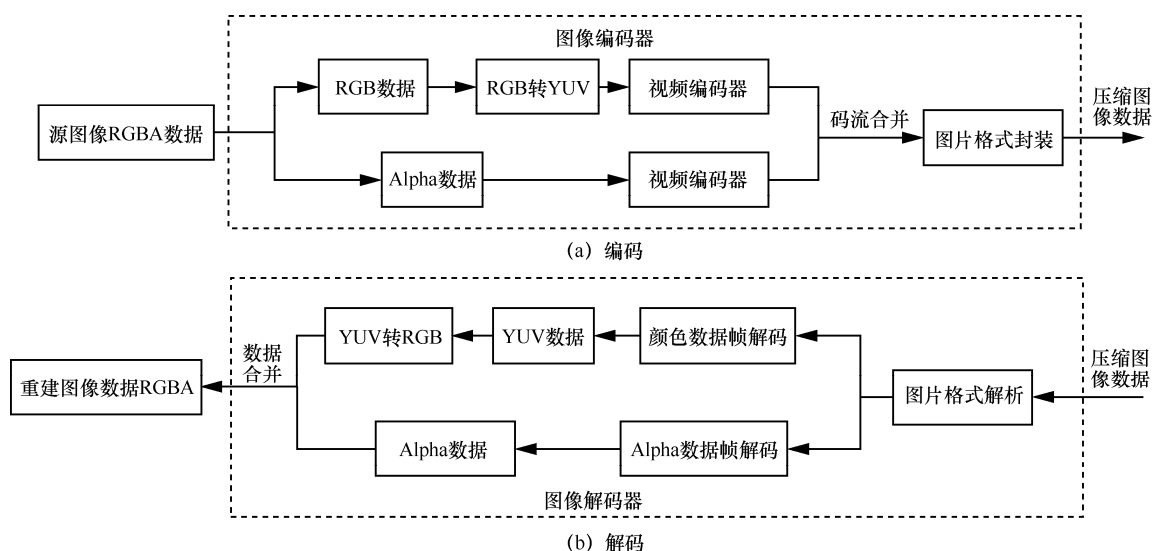 图像编码器
RGB数据
RGB转YUV
视频编码器
源图像RGBA数据
码流合并
图片格式封装
压缩图
像数据
Alpha数据
视频编码器
(a) 编码
YUV转RGB
YUV数据
颜色数据帧解码
数据
合并
重建图像数据RGBA
图片格式解析
压缩图
像数据
Alpha数据
Alpha数据帧解码
图像解码器
(b) 解码